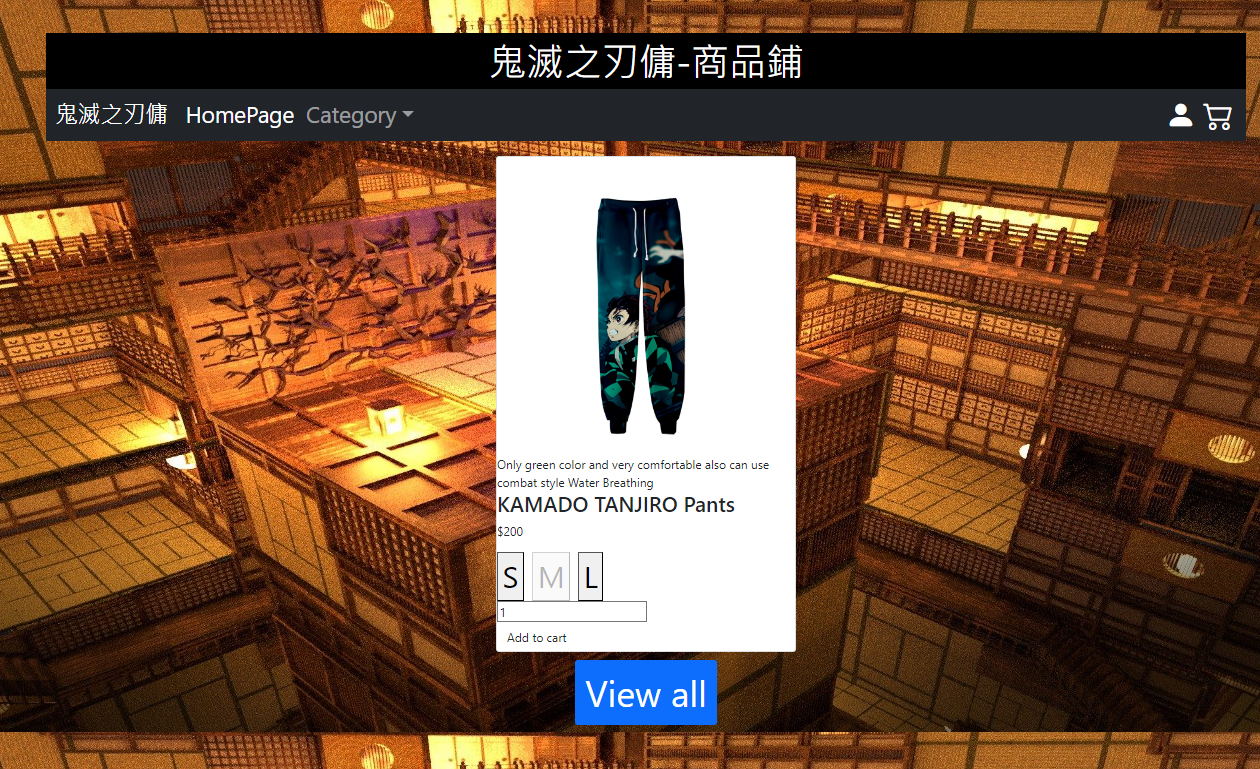 鬼滅之刃傭-商品鋪
鬼滅之刃傭 HomePage Category
Only green color and very comfortable also can use
combat style Water Breathing
KAMADO TANJIRO Pants
$200
S M L
1
Add to cart
View all